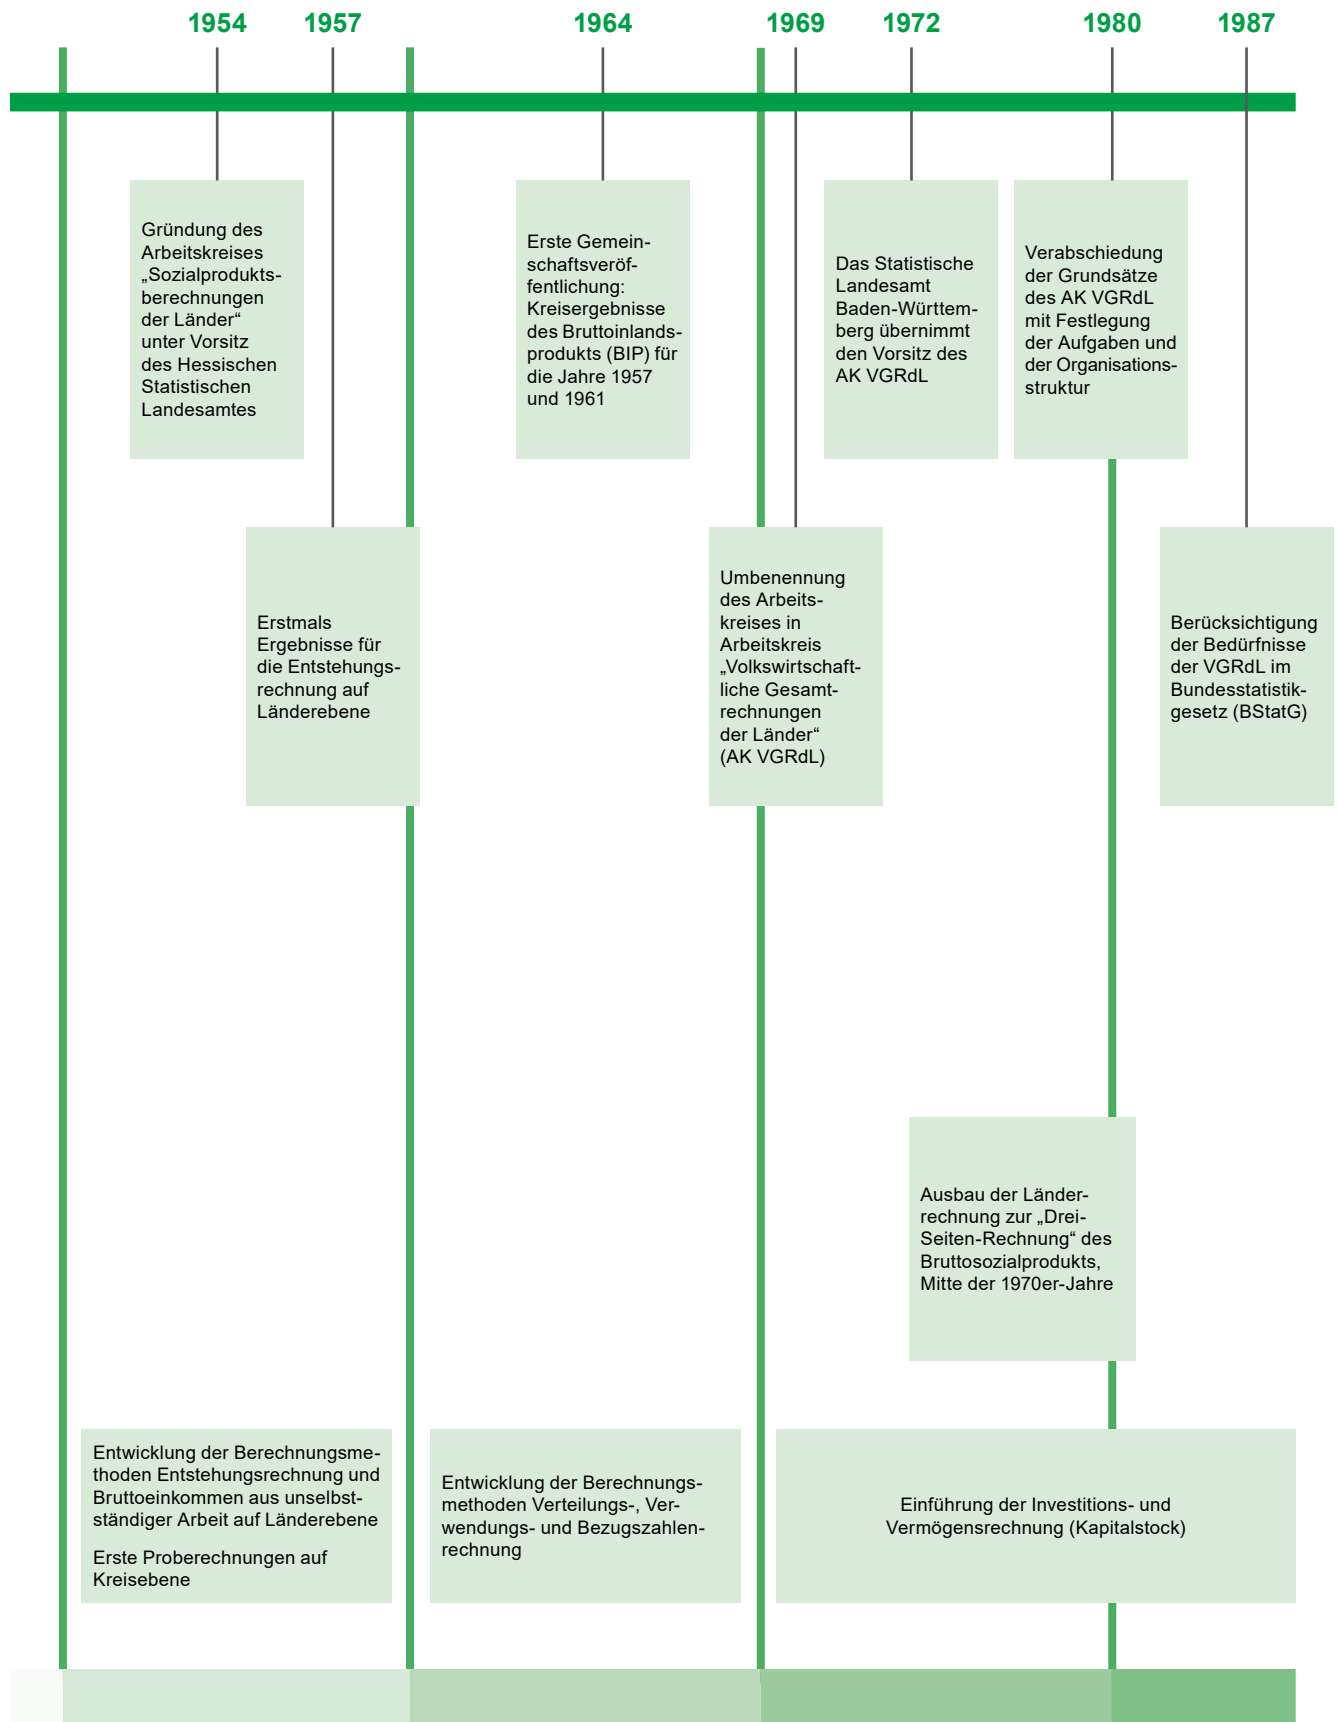 1954
1957
1964
1969
1972
1980
1987
Gründung des
Arbeitskreises
„Sozialprodukts-
berechnungen
der Länder“
unter Vorsitz
des Hessischen
Statistischen
Landesamtes
Erste Gemein-
schaftsveröf-
fentlichung:
Kreisergebnisse
des Bruttoinlands-
produkts (BIP) für
die Jahre 1957
und 1961
Das Statistische
Landesamt
Baden-Württem-
berg übernimmt
den Vorsitz des
AK VGRdL
Verabschiedung
der Grundsätze
des AK VGRdL
mit Festlegung
der Aufgaben und
der Organisations-
struktur
Erstmals
Ergebnisse für
die Entstehungs-
rechnung auf
Länderebene
Umbenennung
des Arbeits-
kreises in
Arbeitskreis
„Volkswirtschaft-
liche Gesamt-
rechnungen
der Länder“
(AK VGRdL)
Berücksichtigung
der Bedürfnisse
der VGRdL im
Bundesstatistik-
gesetz (BStatG)
Ausbau der Länder-
rechnung zur „Drei-
Seiten-Rechnung“ des
Bruttosozialprodukts,
Mitte der 1970er-Jahre
Entwicklung der Berechnungsme-
thoden Entstehungsrechnung und
Bruttoeinkommen aus unselbst-
ständiger Arbeit auf Länderebene
Erste Proberechnungen auf
Kreisebene
Entwicklung der Berechnungs-
methoden Verteilungs-, Ver-
wendungs- und Bezugszahlen-
rechnung
Einführung der Investitions- und
Vermögensrechnung (Kapitalstock)